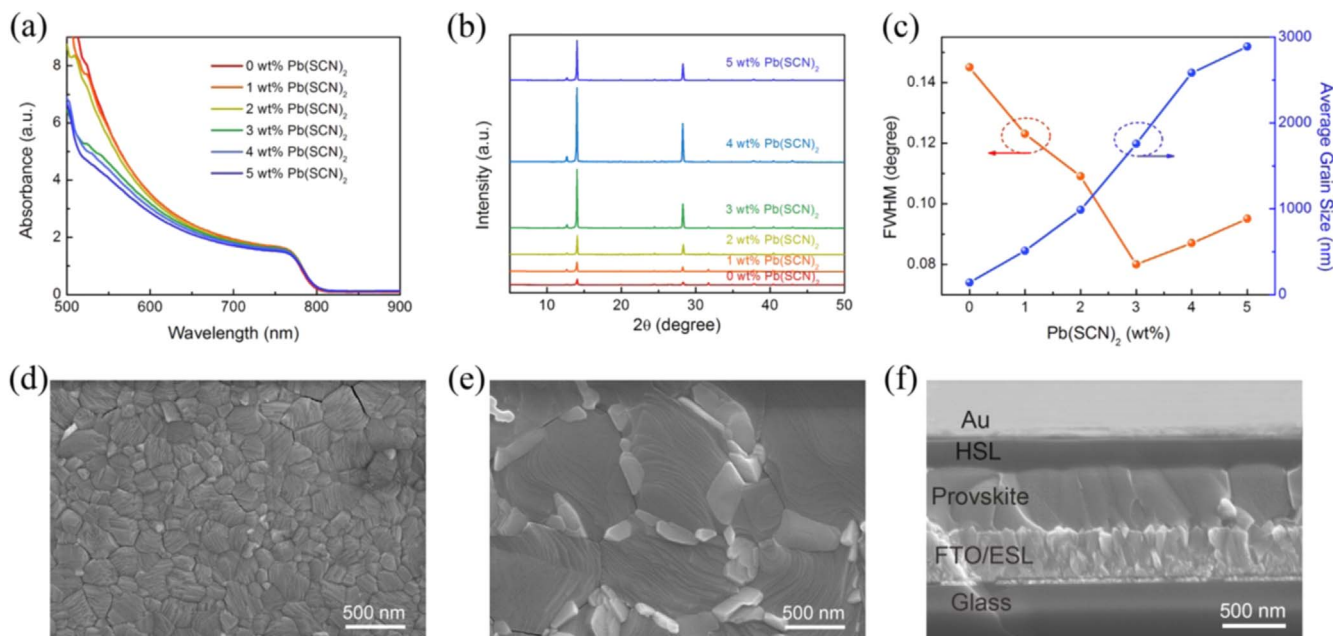 (a)
Absorbance (a.u.)
8
6
4
2
0
500 600 700 800 900
Wavelength (nm)
0 wt% Pb(SCN)2
1 wt% Pb(SCN)2
2 wt% Pb(SCN)2
3 wt% Pb(SCN)2
4 wt% Pb(SCN)2
5 wt% Pb(SCN)2
(b)
Intensity (a.u.)
5 wt% Pb(SCN)2
4 wt% Pb(SCN)2
3 wt% Pb(SCN)2
2 wt% Pb(SCN)2
1 wt% Pb(SCN)2
0 wt% Pb(SCN)2
10 20 30 40 50
2θ (degree)
(c)
FWHM (degree)
0.14
0.12
0.10
0.08
0 1 2 3 4 5
Pb(SCN)2 (wt%)
3000
2000
1000
0
Average Grain Size (nm)
(d)
500 nm
(e)
500 nm
(f)
Au
HSL
Provskite
FTO/ESL
Glass
500 nm